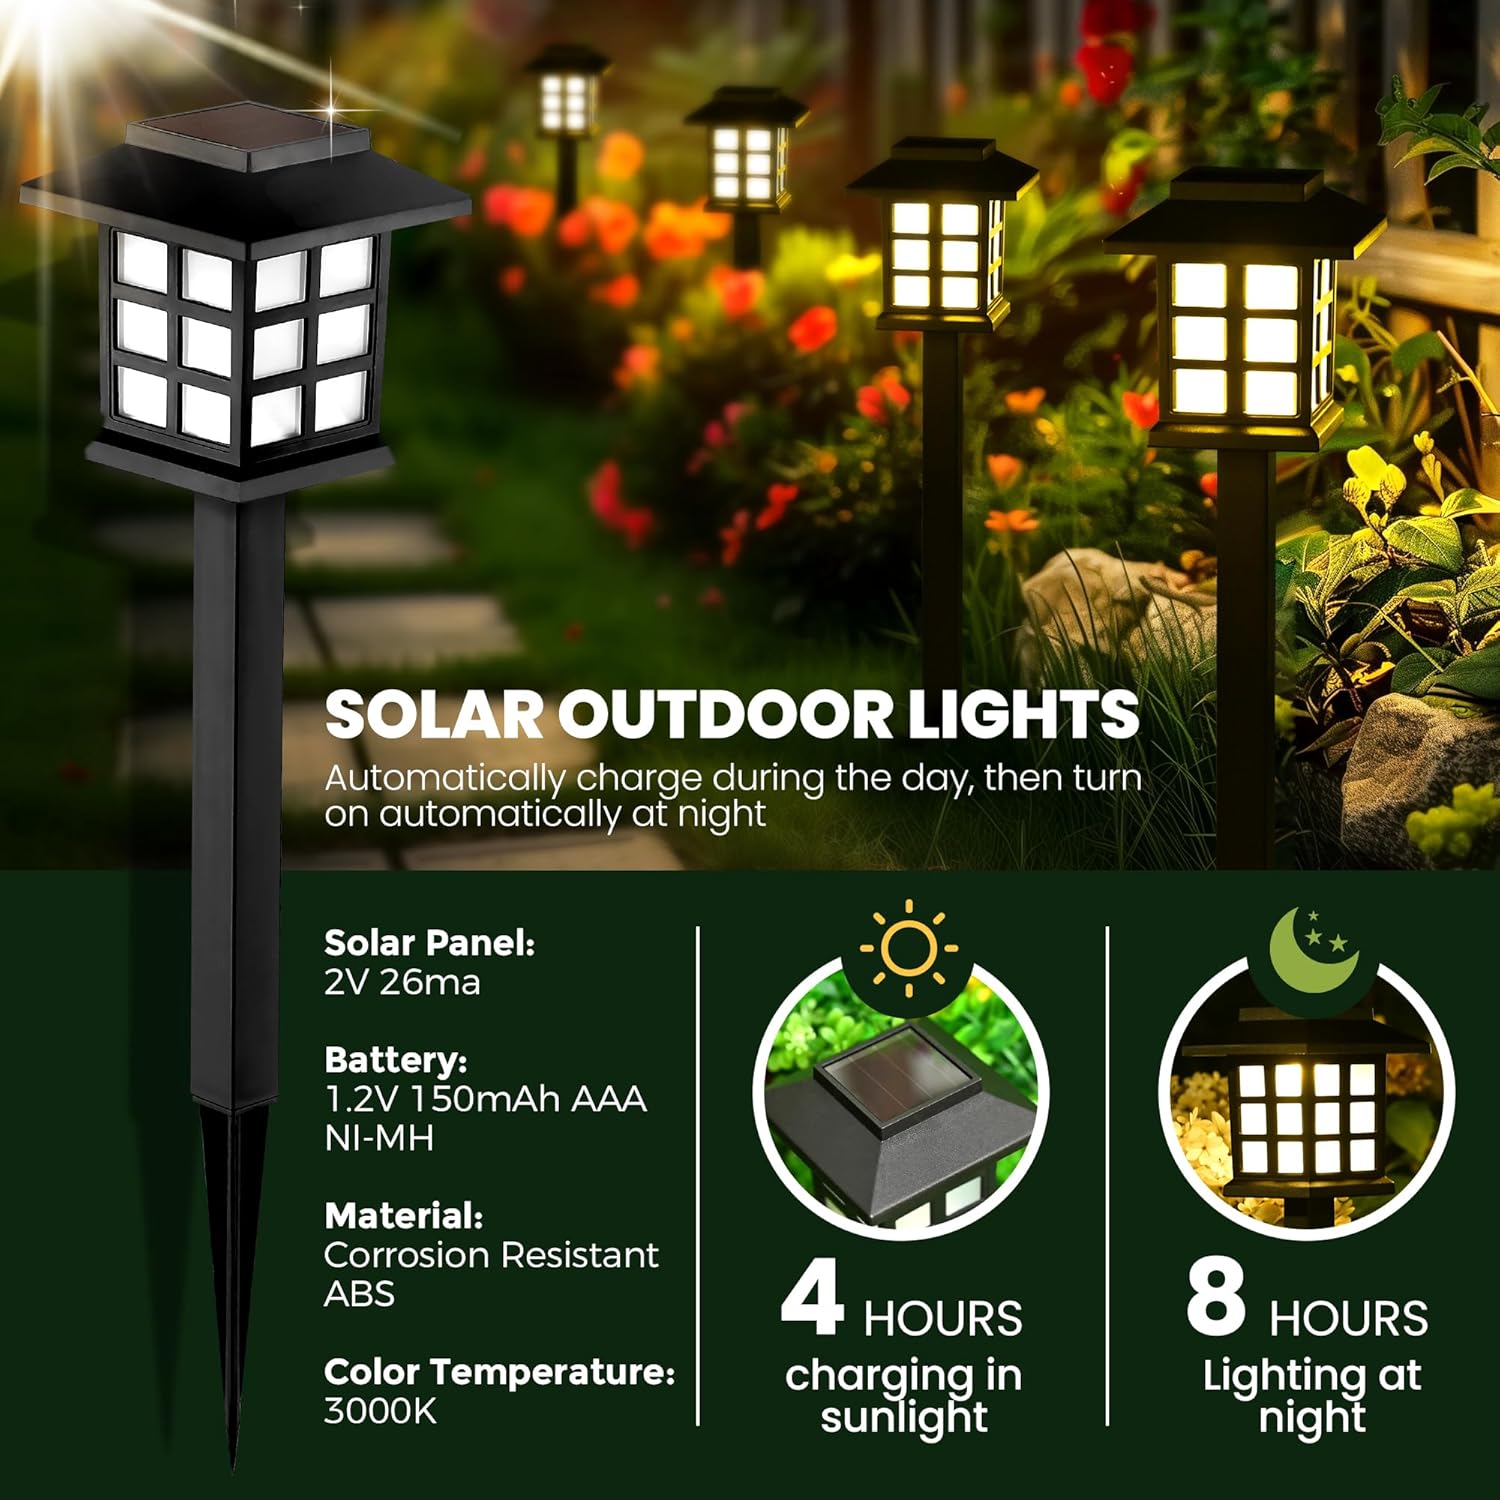 SOLAR OUTDOOR LIGHTS
Automatically charge during the day, then turn
on automatically at night
Solar Panel:
2V 26ma
Battery:
1.2V 150mAh AAA
NI-MH
Material:
Corrosion Resistant
ABS
Color Temperature:
3000K
4 HOURS
charging in
sunlight
8 HOURS
Lighting at
night